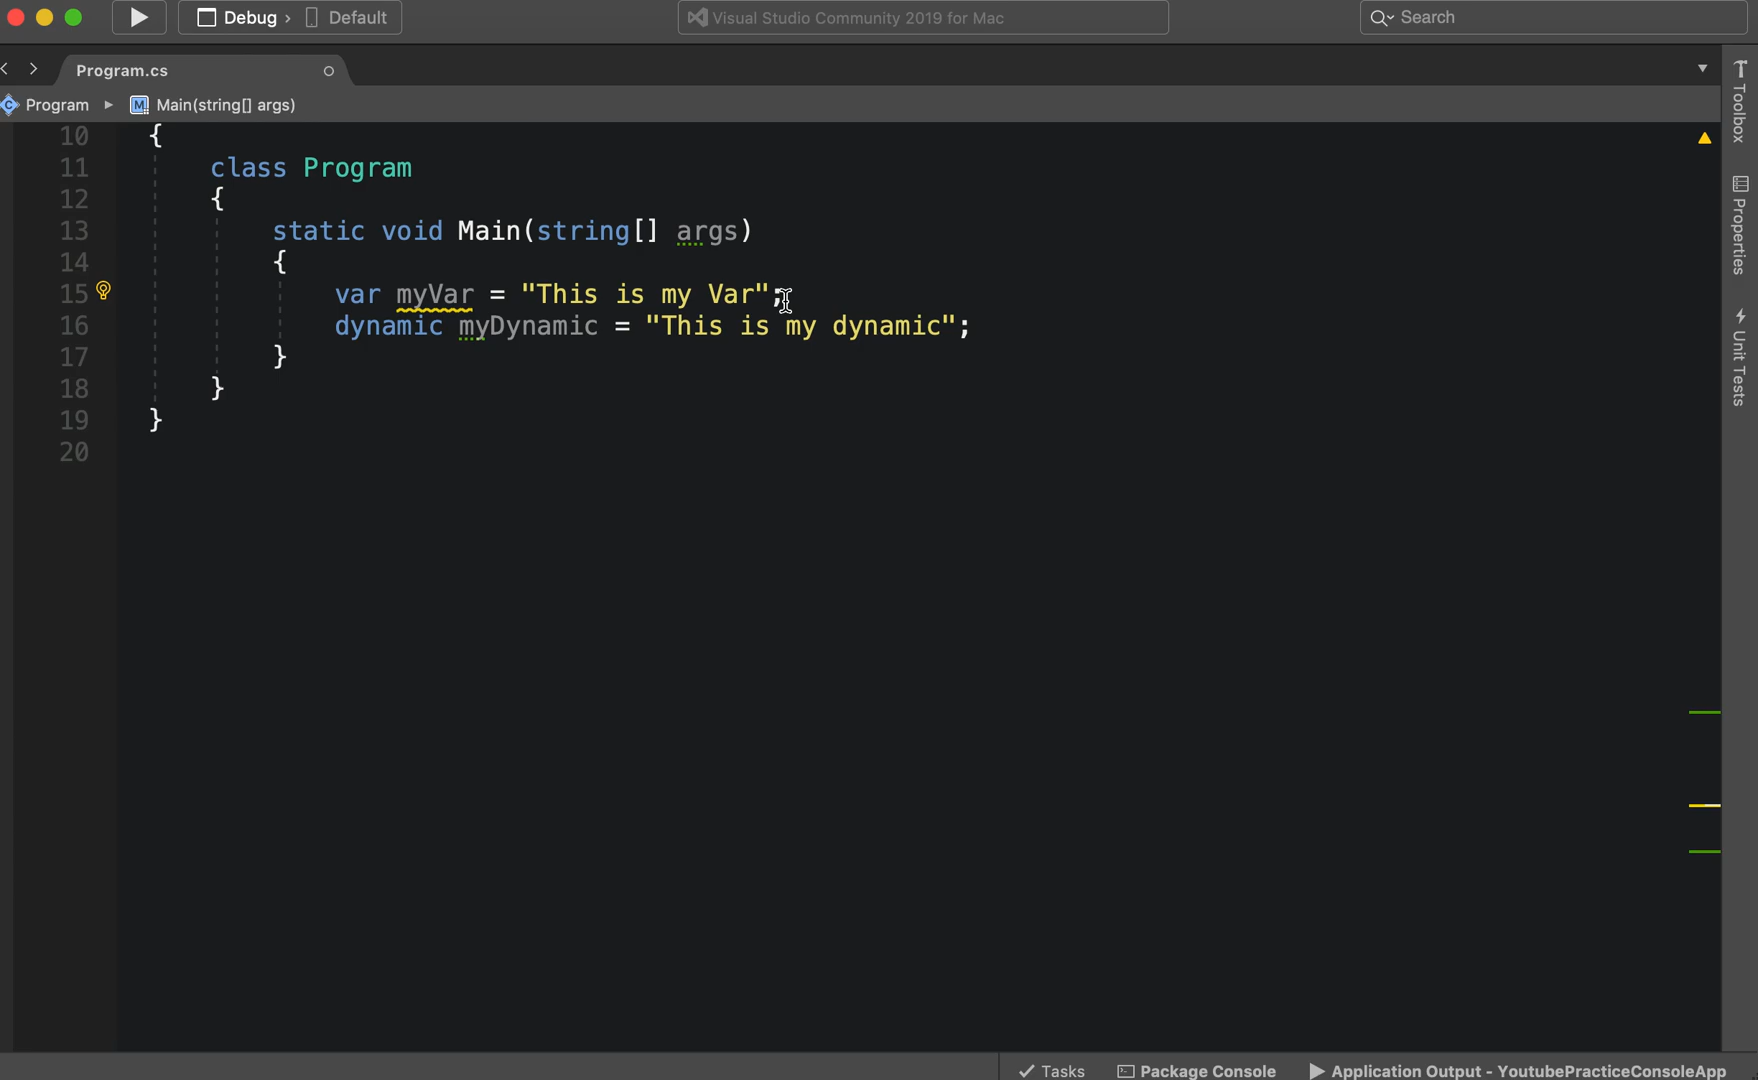 Debug › Default
Visual Studio Community 2019 for Mac
Search
Program.cs
Program ▸ M Main(string[] args)
10 {
11 class Program
12 {
13 static void Main(string[] args)
14 {
15 var myVar = "This is my Var";
16 dynamic myDynamic = "This is my dynamic";
17 }
18 }
19 }
20
Toolbox
Properties
Unit Tests
Tasks Package Console Application Output - YoutubePracticeConsoleApp